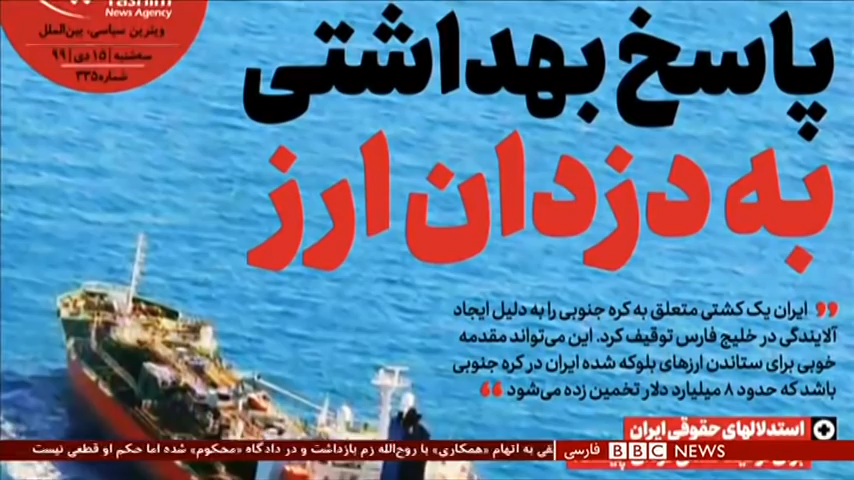 Tasnim
News Agency
ویترین سیاسی، بین‌الملل
سه‌شنبه | ۱۵ دی | ۹۹
شماره ۳۳۵
پاسخ بهداشتی
به دزدان ارز
ایران یک کشتی متعلق به کره جنوبی را به دلیل ایجاد
آلایندگی در خلیج فارس توقیف کرد. این می‌تواند مقدمه
خوبی برای ستاندن ارزهای بلوکه شده ایران در کره جنوبی
باشد که حدود ۸ میلیارد دلار تخمین زده می‌شود
استدلالهای حقوقی ایران
BBC NEWS فارسی
فی به اتهام «همکاری» با روح‌الله زم بازداشت و در دادگاه «محکوم» شده اما حکم او قطعی نیست